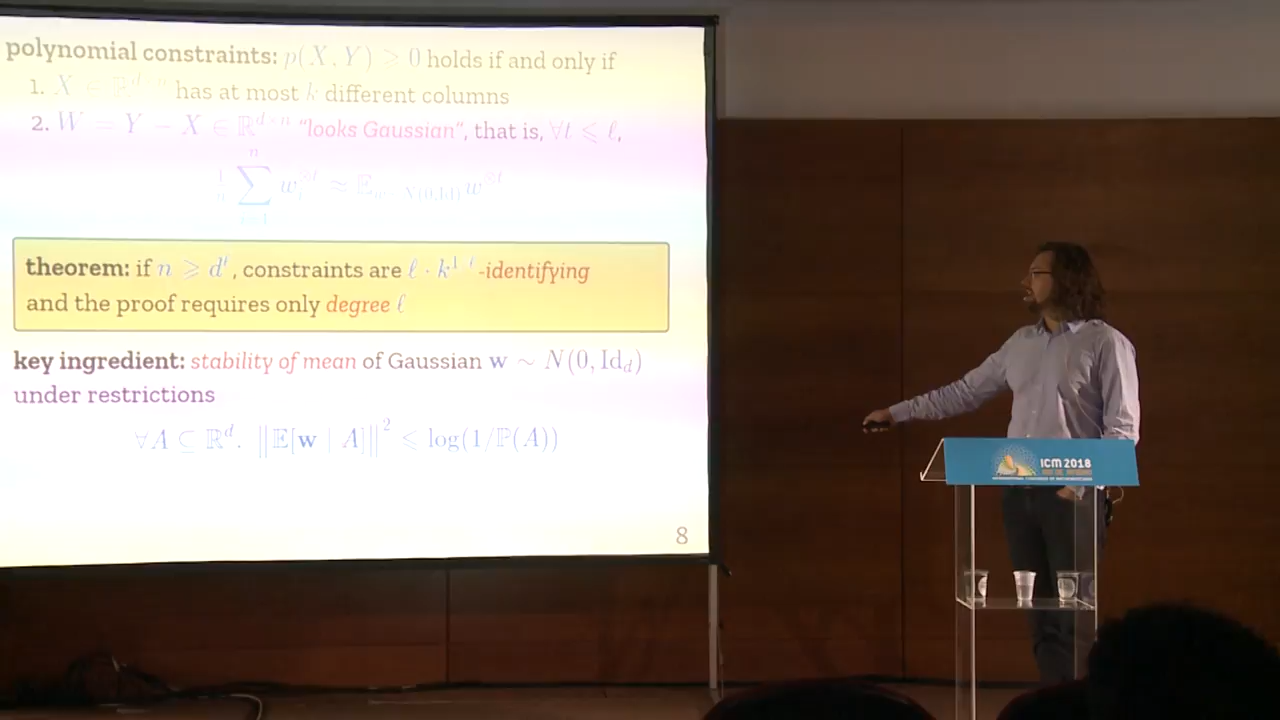 polynomial constraints: p(X, Y) ⩾ 0 holds if and only if
1. X ∈ ℝ^{d×n} has at most k different columns
2. W = Y − X ∈ ℝ^{d×n} "looks Gaussian", that is, ∀t ⩽ ℓ,
theorem: if n ⩾ d^ℓ, constraints are ℓ · k^{1/ℓ}-identifying
and the proof requires only degree ℓ
key ingredient: stability of mean of Gaussian w ∼ N(0, Id_d)
under restrictions
∀A ⊆ ℝ^d. ‖𝔼[w | A]‖² ⩽ log(1/ℙ(A))
8
ICM 2018